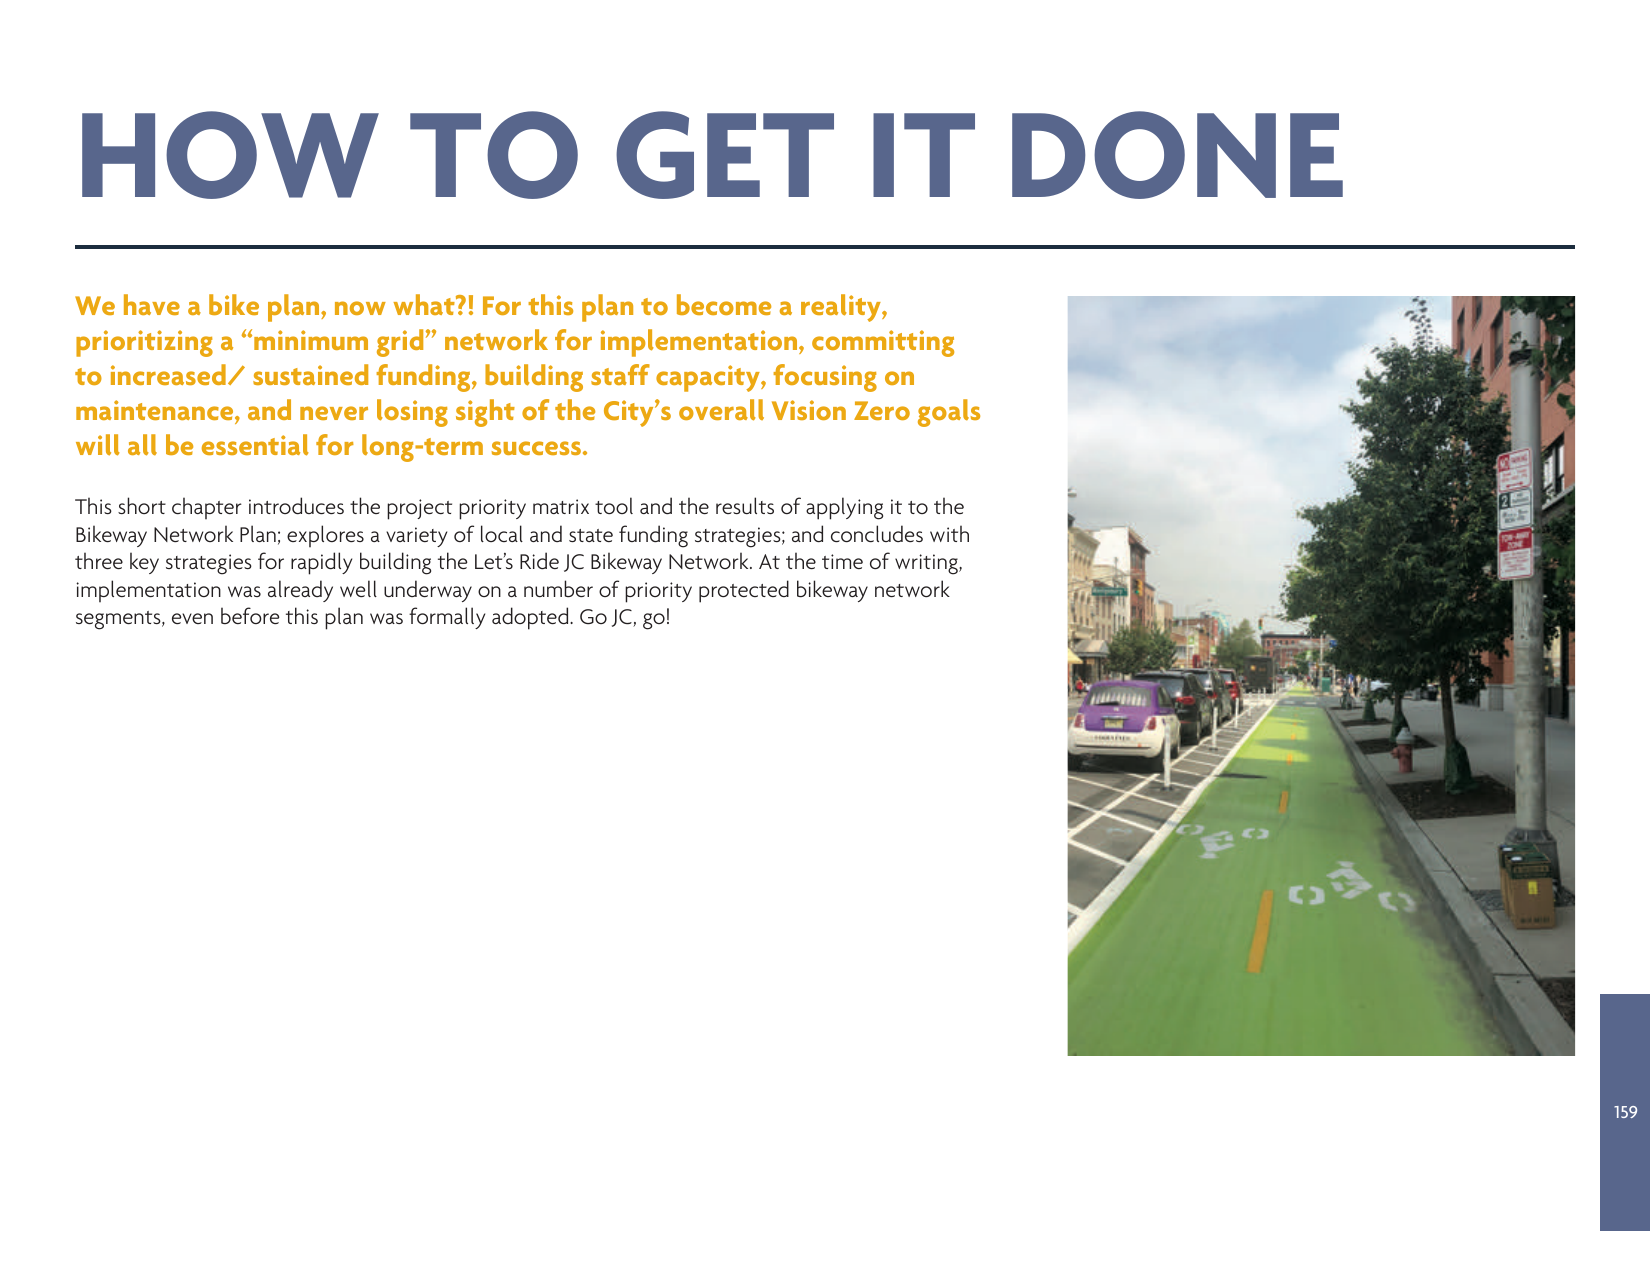 HOW TO GET IT DONE
We have a bike plan, now what?! For this plan to become a reality,
prioritizing a “minimum grid” network for implementation, committing
to increased/ sustained funding, building staff capacity, focusing on
maintenance, and never losing sight of the City’s overall Vision Zero goals
will all be essential for long-term success.
This short chapter introduces the project priority matrix tool and the results of applying it to the
Bikeway Network Plan; explores a variety of local and state funding strategies; and concludes with
three key strategies for rapidly building the Let’s Ride JC Bikeway Network. At the time of writing,
implementation was already well underway on a number of priority protected bikeway network
segments, even before this plan was formally adopted. Go JC, go!
NO
2
TOW-AWAY
ZONE
159